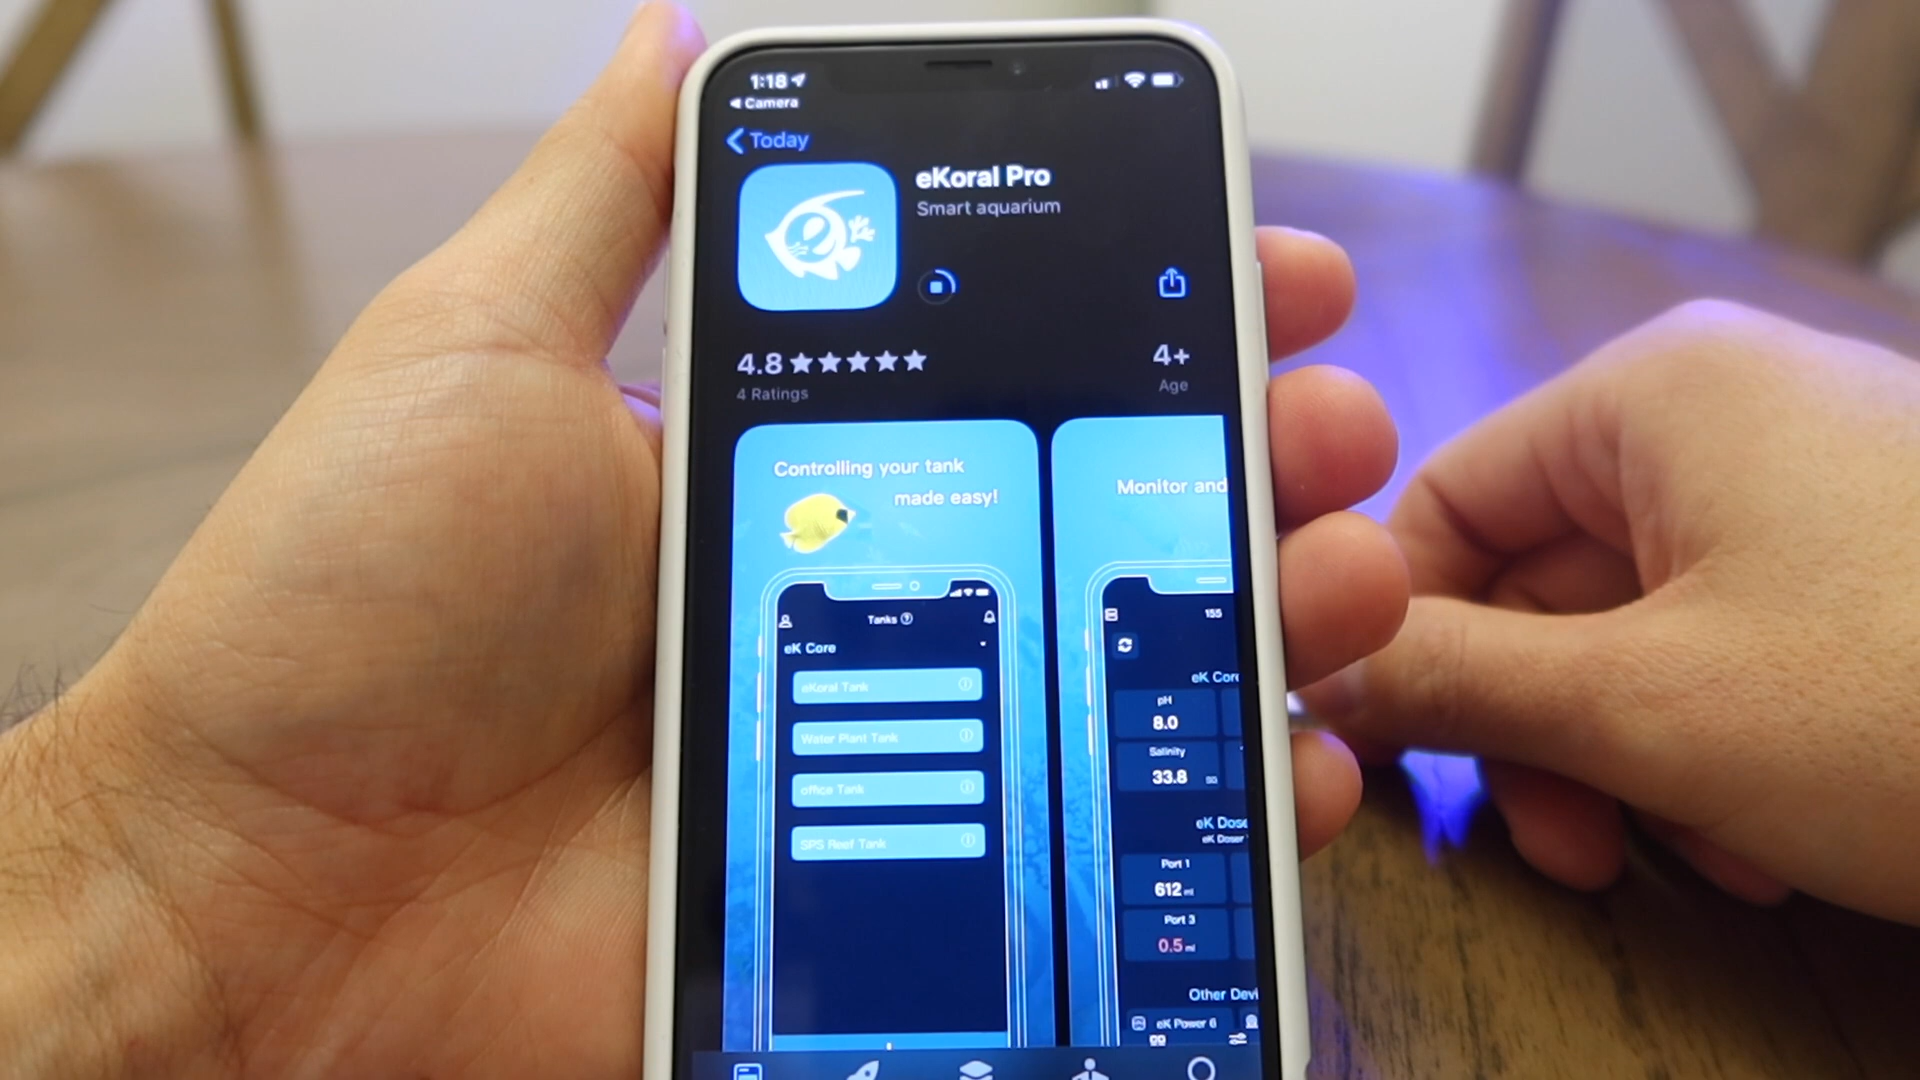 1:18
Camera
Today
eKoral Pro
Smart aquarium
4.8
4 Ratings
4+
Age
Controlling your tank
made easy!
Tanks
eK Core
eKoral Tank
Water Plant Tank
office Tank
SPS Reef Tank
Monitor and
155
eK Core
pH
8.0
Salinity
33.8
eK Dose
eK Doser
Port 1
612 ml
Port 3
0.5 ml
Other Devi
eK Power 6